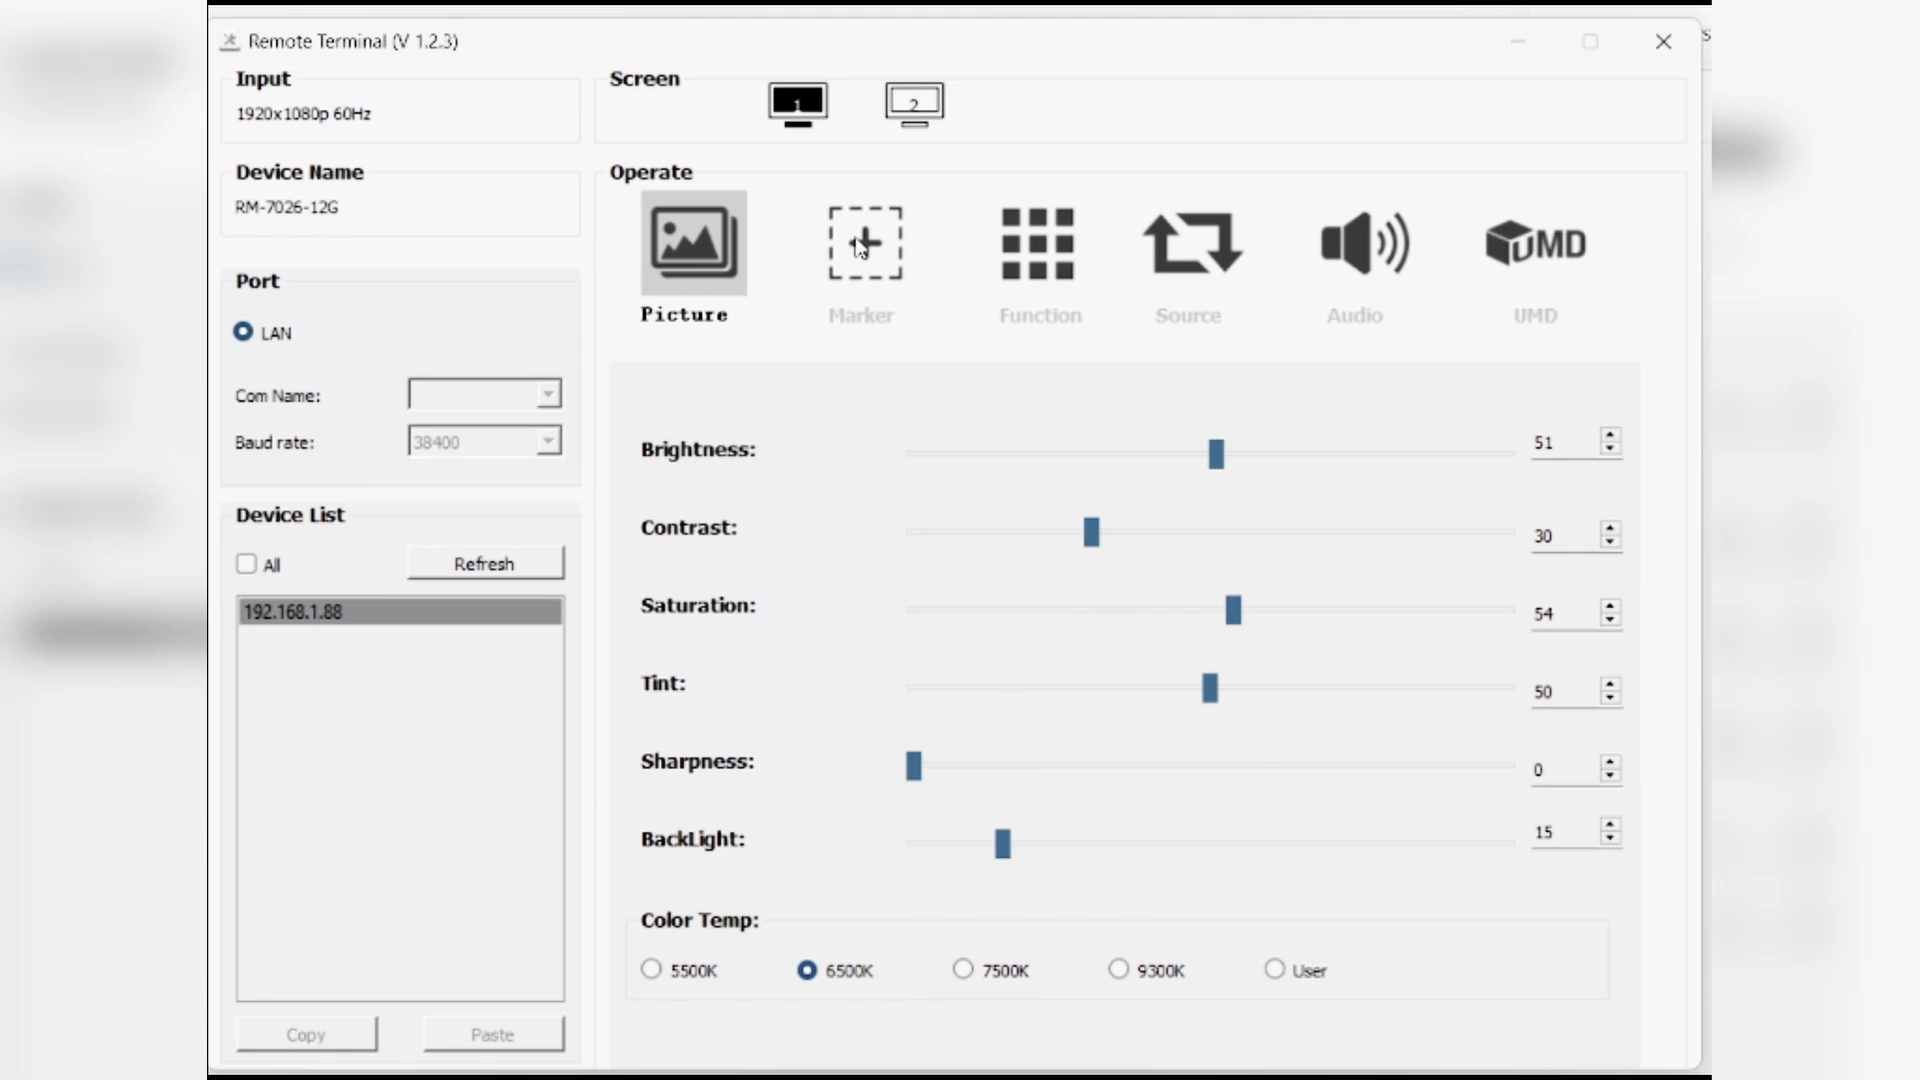 Remote Terminal (V 1.2.3)
Input
1920x1080p 60Hz
Screen
1
2
Device Name
RM-7026-12G
Operate
Picture
Marker
Function
Source
Audio
UMD
UMD
Port
LAN
Com Name:
Baud rate:
38400
Device List
All
Refresh
192.168.1.88
Copy
Paste
Brightness:
51
Contrast:
30
Saturation:
54
Tint:
50
Sharpness:
0
BackLight:
15
Color Temp:
5500K
6500K
7500K
9300K
User